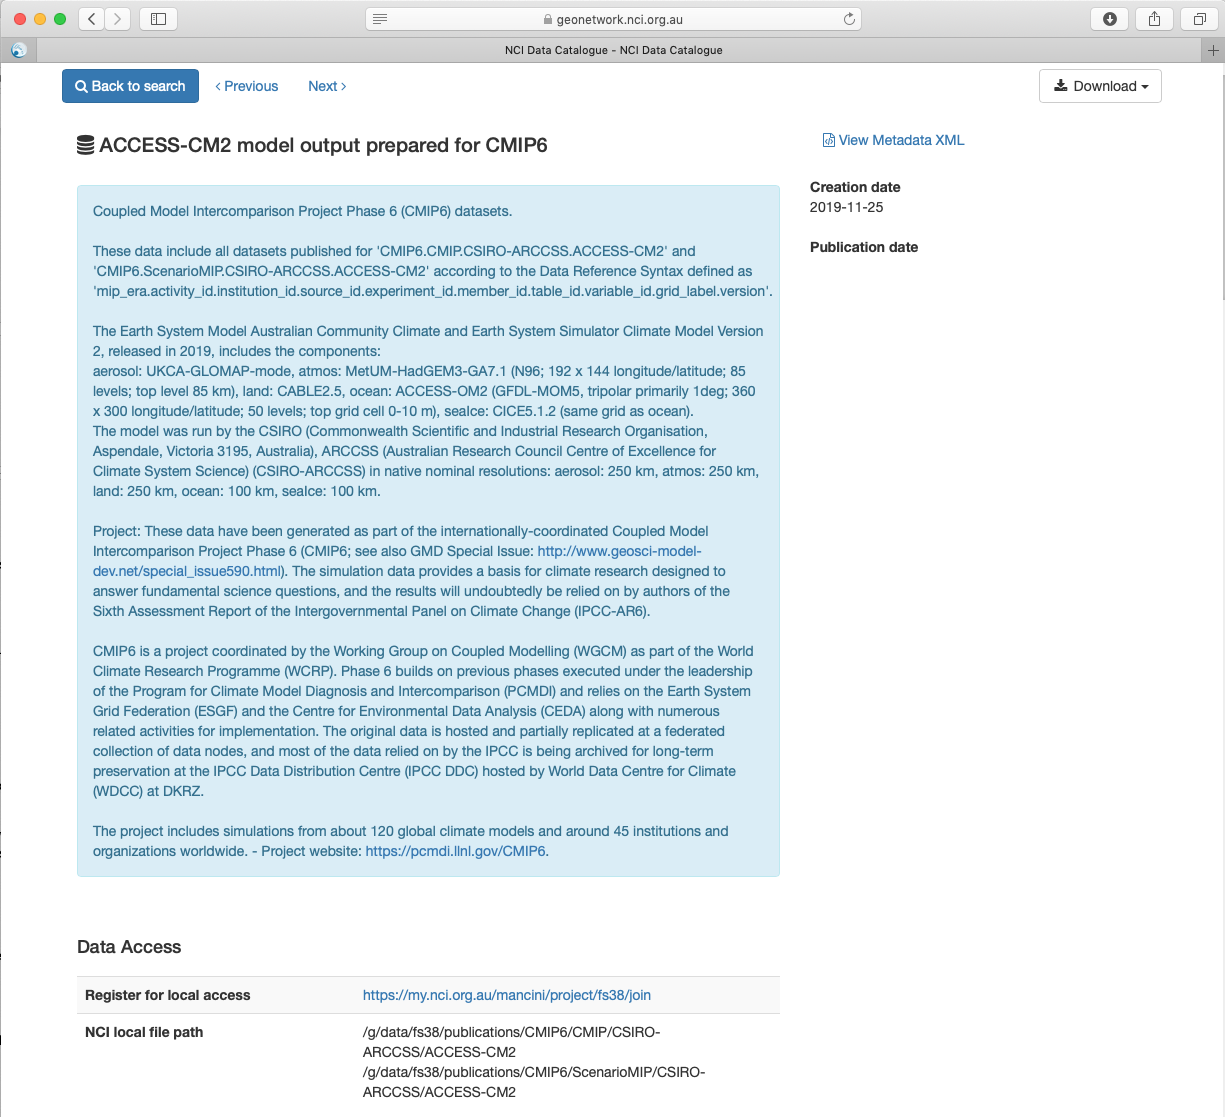 geonetwork.nci.org.au
NCI Data Catalogue - NCI Data Catalogue
Back to search
Previous
Next
Download
ACCESS-CM2 model output prepared for CMIP6
View Metadata XML
Creation date
2019-11-25
Publication date
Coupled Model Intercomparison Project Phase 6 (CMIP6) datasets.
These data include all datasets published for 'CMIP6.CMIP.CSIRO-ARCCSS.ACCESS-CM2' and
'CMIP6.ScenarioMIP.CSIRO-ARCCSS.ACCESS-CM2' according to the Data Reference Syntax defined as
'mip_era.activity_id.institution_id.source_id.experiment_id.member_id.table_id.variable_id.grid_label.version'.
The Earth System Model Australian Community Climate and Earth System Simulator Climate Model Version
2, released in 2019, includes the components:
aerosol: UKCA-GLOMAP-mode, atmos: MetUM-HadGEM3-GA7.1 (N96; 192 x 144 longitude/latitude; 85
levels; top level 85 km), land: CABLE2.5, ocean: ACCESS-OM2 (GFDL-MOM5, tripolar primarily 1deg; 360
x 300 longitude/latitude; 50 levels; top grid cell 0-10 m), seaIce: CICE5.1.2 (same grid as ocean).
The model was run by the CSIRO (Commonwealth Scientific and Industrial Research Organisation,
Aspendale, Victoria 3195, Australia), ARCCSS (Australian Research Council Centre of Excellence for
Climate System Science) (CSIRO-ARCCSS) in native nominal resolutions: aerosol: 250 km, atmos: 250 km,
land: 250 km, ocean: 100 km, seaIce: 100 km.
Project: These data have been generated as part of the internationally-coordinated Coupled Model
Intercomparison Project Phase 6 (CMIP6; see also GMD Special Issue: http://www.geosci-model-
dev.net/special_issue590.html). The simulation data provides a basis for climate research designed to
answer fundamental science questions, and the results will undoubtedly be relied on by authors of the
Sixth Assessment Report of the Intergovernmental Panel on Climate Change (IPCC-AR6).
CMIP6 is a project coordinated by the Working Group on Coupled Modelling (WGCM) as part of the World
Climate Research Programme (WCRP). Phase 6 builds on previous phases executed under the leadership
of the Program for Climate Model Diagnosis and Intercomparison (PCMDI) and relies on the Earth System
Grid Federation (ESGF) and the Centre for Environmental Data Analysis (CEDA) along with numerous
related activities for implementation. The original data is hosted and partially replicated at a federated
collection of data nodes, and most of the data relied on by the IPCC is being archived for long-term
preservation at the IPCC Data Distribution Centre (IPCC DDC) hosted by World Data Centre for Climate
(WDCC) at DKRZ.
The project includes simulations from about 120 global climate models and around 45 institutions and
organizations worldwide. - Project website: https://pcmdi.llnl.gov/CMIP6.
Data Access
Register for local access
https://my.nci.org.au/mancini/project/fs38/join
NCI local file path
/g/data/fs38/publications/CMIP6/CMIP/CSIRO-
ARCCSS/ACCESS-CM2
/g/data/fs38/publications/CMIP6/ScenarioMIP/CSIRO-
ARCCSS/ACCESS-CM2